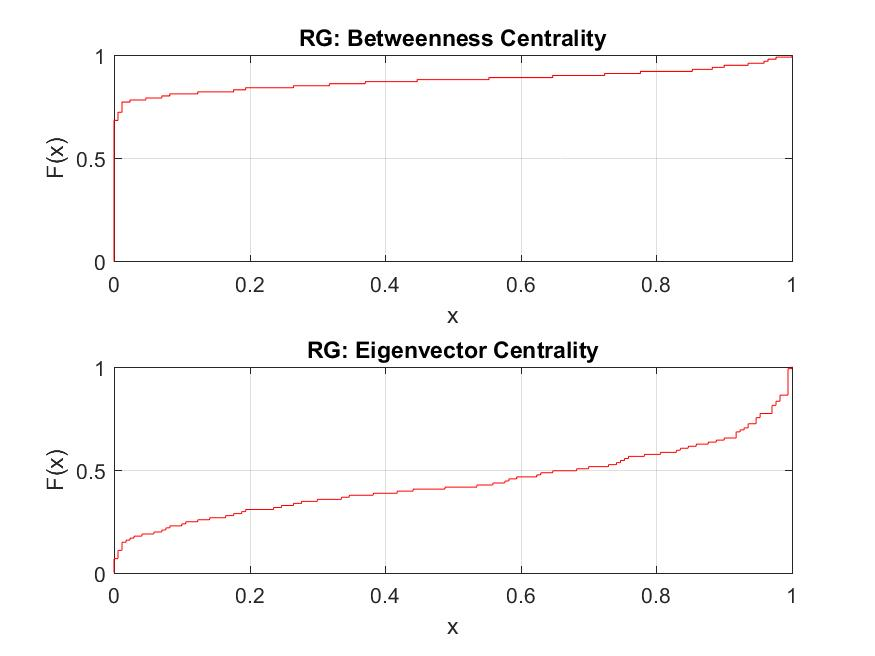 RG: Betweenness Centrality
1
0.5
0
F(x)
0 0.2 0.4 0.6 0.8 1
x
RG: Eigenvector Centrality
1
0.5
0
F(x)
0 0.2 0.4 0.6 0.8 1
x